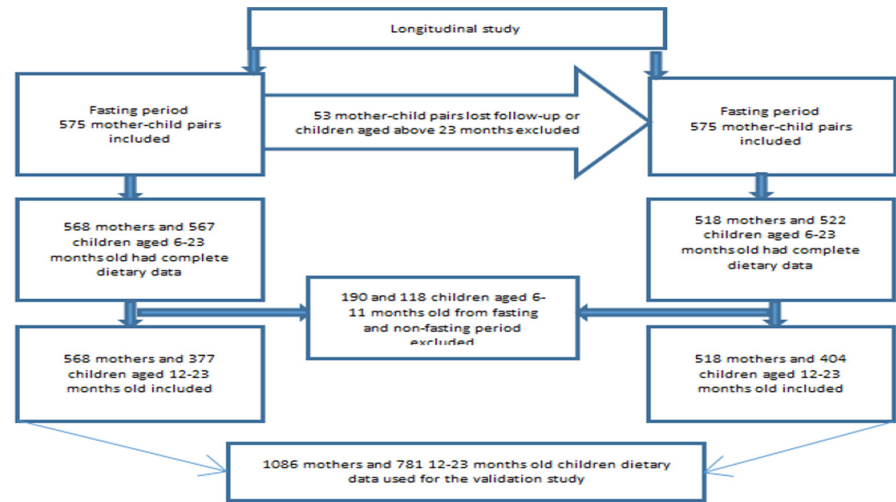 Longitudinal study
Fasting period
575 mother-child pairs
included
53 mother-child pairs lost follow-up or
children aged above 23 months excluded
Fasting period
575 mother-child pairs
included
568 mothers and 567
children aged 6-23
months old had complete
dietary data
518 mothers and 522
children aged 6-23
months old had complete
dietary data
190 and 118 children aged 6-
11 months old from fasting
and non-fasting period
excluded
568 mothers and 377
children aged 12-23
months old included
518 mothers and 404
children aged 12-23
months old included
1086 mothers and 781 12-23 months old children dietary
data used for the validation study